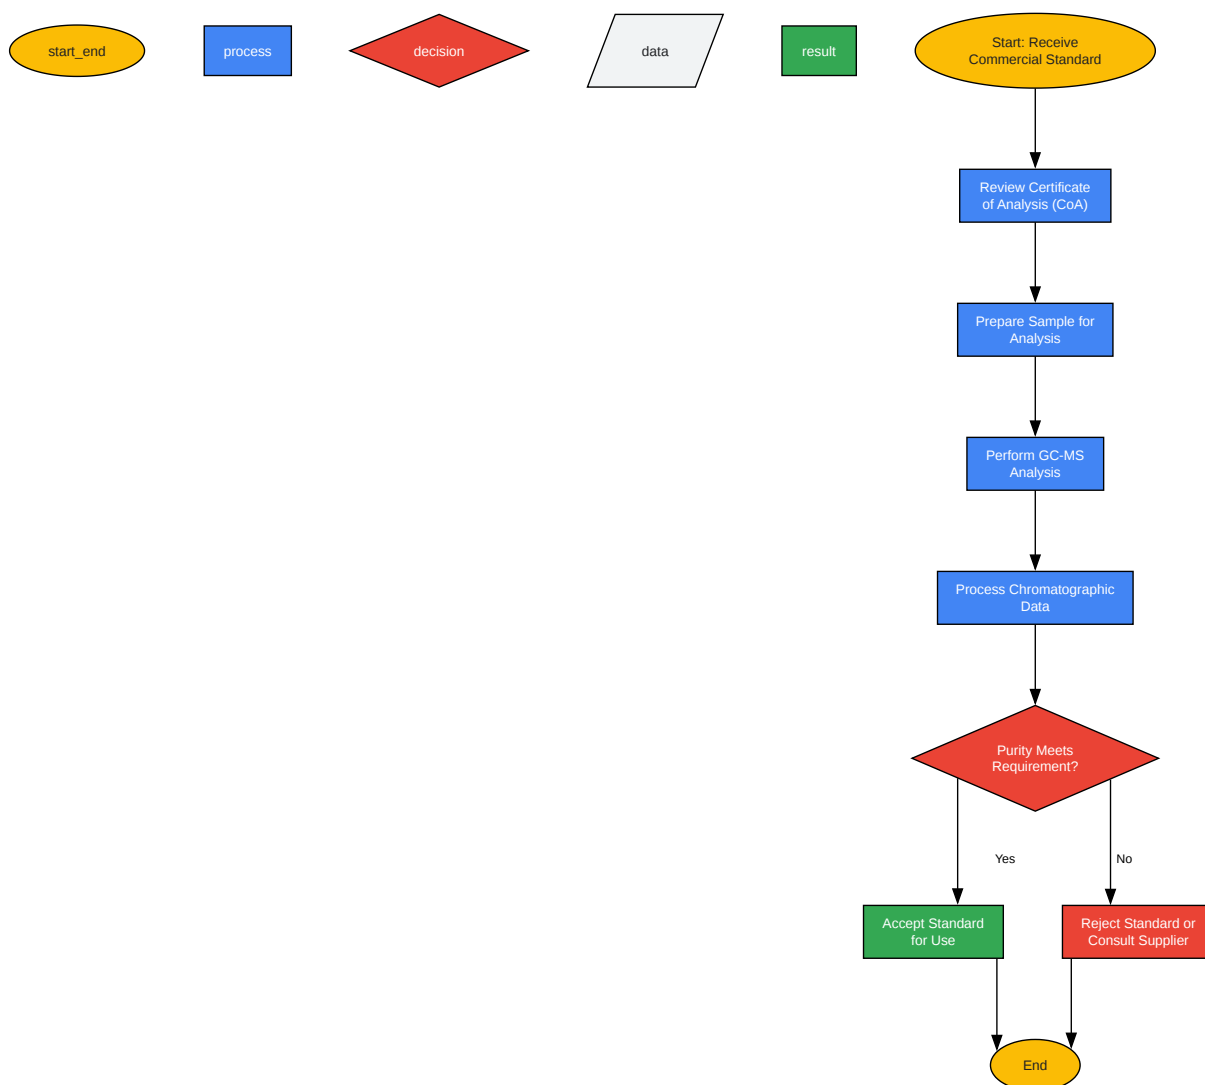 start_end
process
decision
data
result
Start: Receive
Commercial Standard
Review Certificate
of Analysis (CoA)
Prepare Sample for
Analysis
Perform GC-MS
Analysis
Process Chromatographic
Data
Purity Meets
Requirement?
Yes
No
Accept Standard
for Use
Reject Standard or
Consult Supplier
End